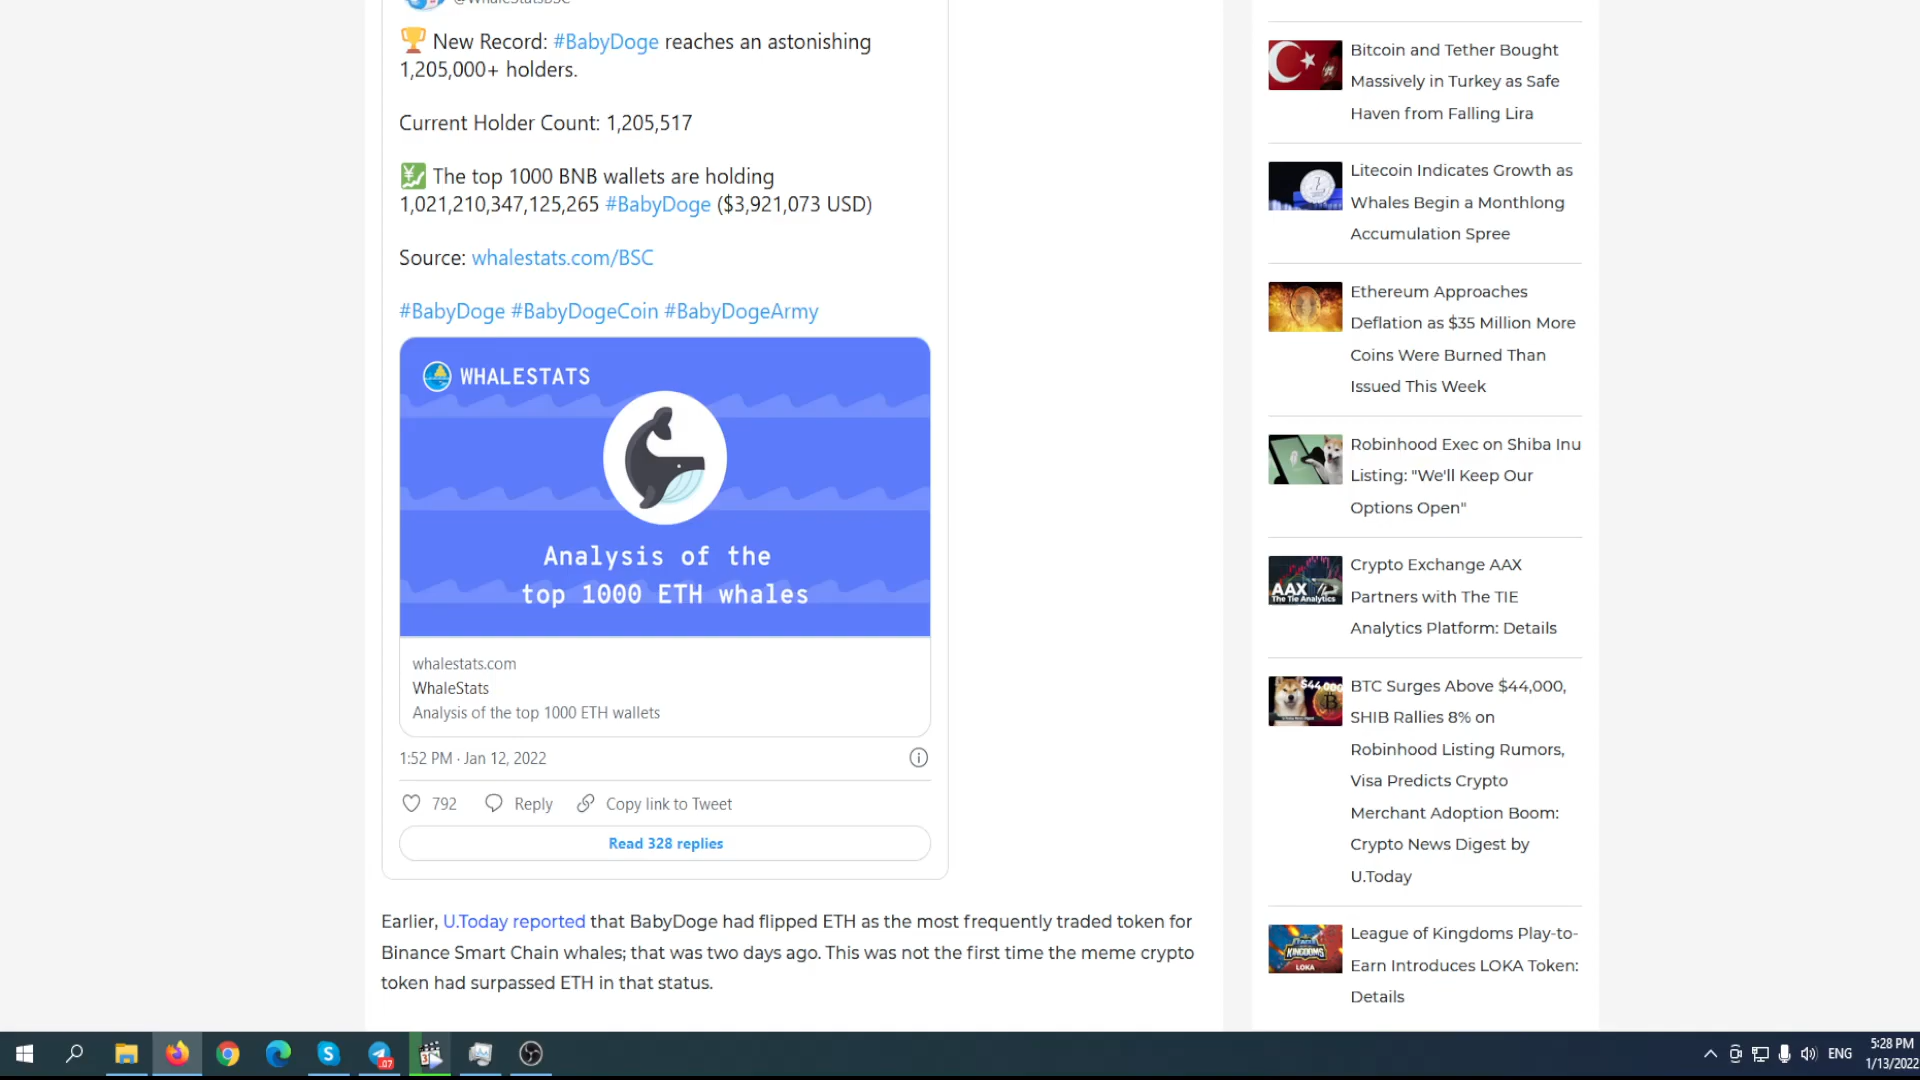 @WhaleStatsBSC
🏆 New Record: #BabyDoge reaches an astonishing
1,205,000+ holders.
Current Holder Count: 1,205,517
💹 The top 1000 BNB wallets are holding
1,021,210,347,125,265 #BabyDoge ($3,921,073 USD)
Source: whalestats.com/BSC
#BabyDoge #BabyDogeCoin #BabyDogeArmy
WHALESTATS
Analysis of the
top 1000 ETH whales
whalestats.com
WhaleStats
Analysis of the top 1000 ETH wallets
1:52 PM · Jan 12, 2022
792 Reply Copy link to Tweet
Read 328 replies
Earlier, U.Today reported that BabyDoge had flipped ETH as the most frequently traded token for
Binance Smart Chain whales; that was two days ago. This was not the first time the meme crypto
token had surpassed ETH in that status.
Bitcoin and Tether Bought
Massively in Turkey as Safe
Haven from Falling Lira
Litecoin Indicates Growth as
Whales Begin a Monthlong
Accumulation Spree
Ethereum Approaches
Deflation as $35 Million More
Coins Were Burned Than
Issued This Week
Robinhood Exec on Shiba Inu
Listing: "We'll Keep Our
Options Open"
AAX
The Tie Analytics
Crypto Exchange AAX
Partners with The TIE
Analytics Platform: Details
$44,000
BTC Surges Above $44,000,
SHIB Rallies 8% on
Robinhood Listing Rumors,
Visa Predicts Crypto
Merchant Adoption Boom:
Crypto News Digest by
U.Today
KINGDOMS
LOKA
League of Kingdoms Play-to-
Earn Introduces LOKA Token:
Details
ENG
5:28 PM
1/13/2022